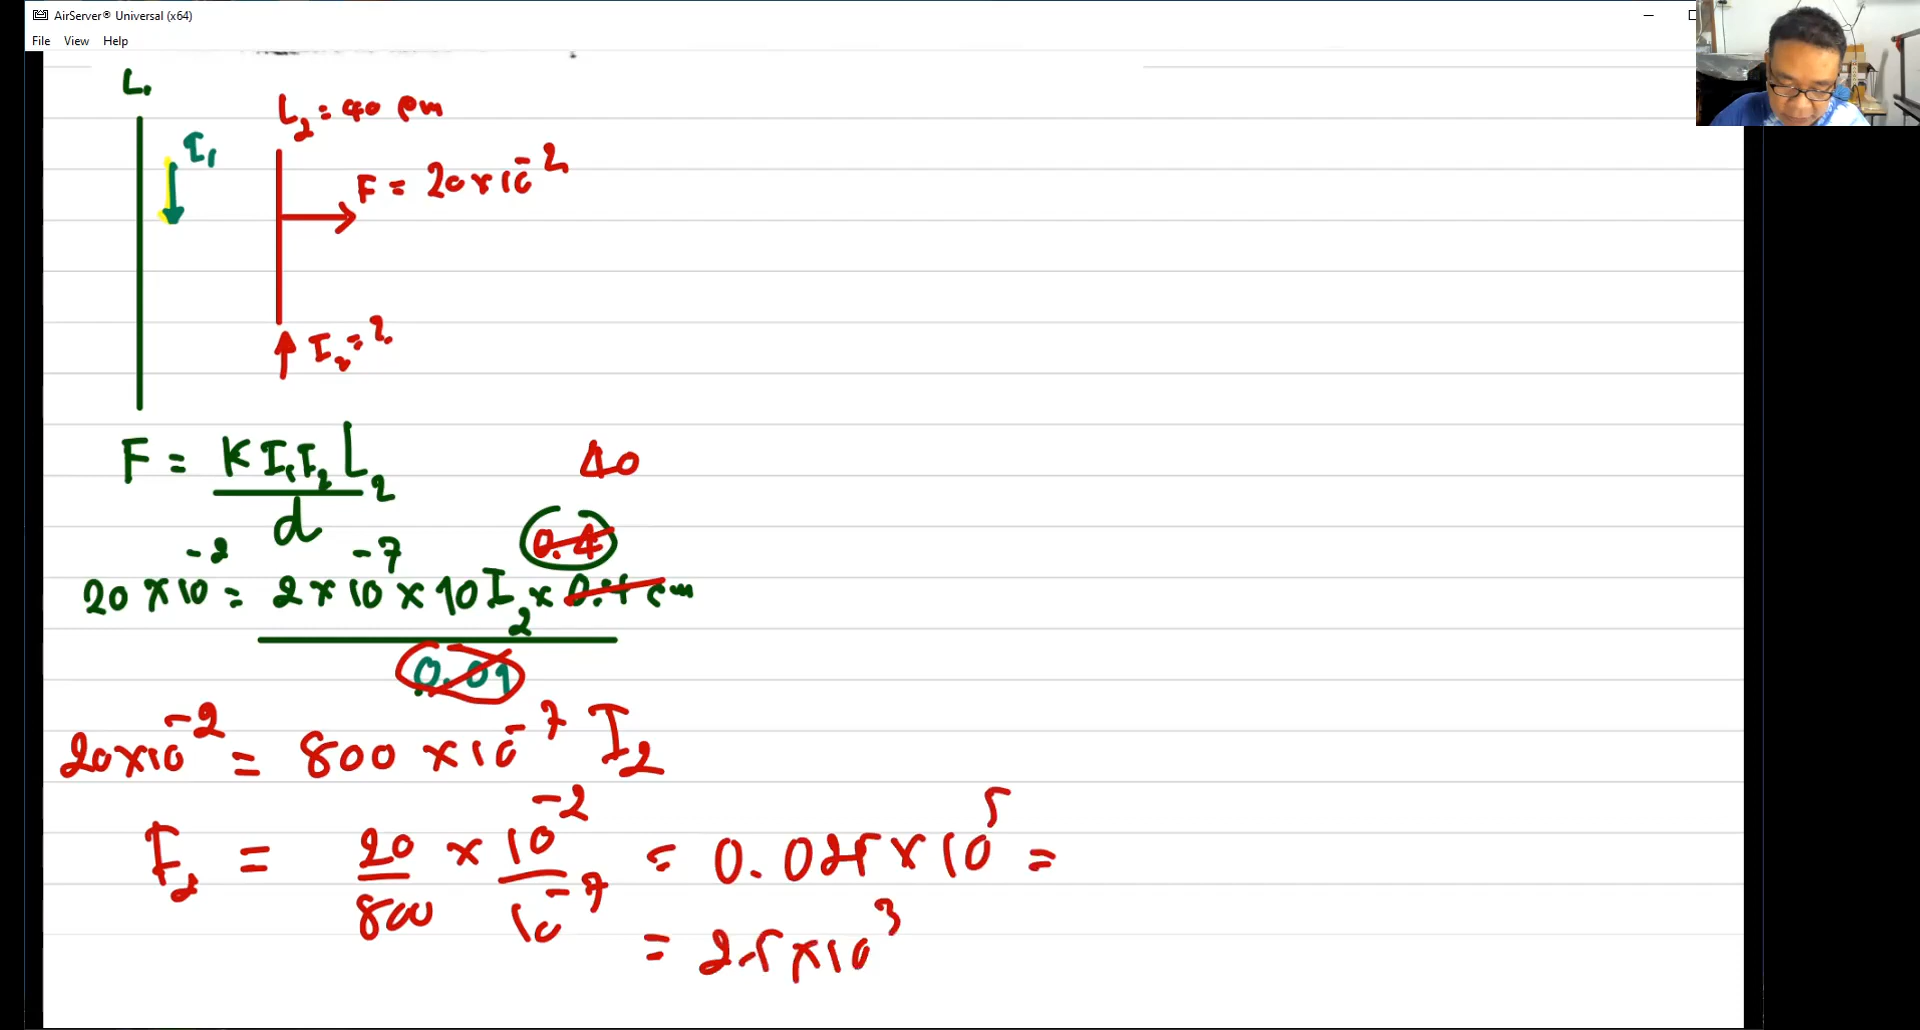 AirServer® Universal (x64)
File View Help
L₁
L₂ = 40 cm
I₁
F = 20×10⁻²
I₂ = ?
F = K I₁ I₂ L₂ / d
40
0.4
20 × 10⁻² = 2 × 10⁻⁷ × 10 I₂ × 0.4 cm
0.01
20×10⁻² = 800 × 10⁻⁷ I₂
I₂ = 20/800 × 10⁻²/10⁻⁷ = 0.025 × 10⁵ =
= 2.5 × 10³